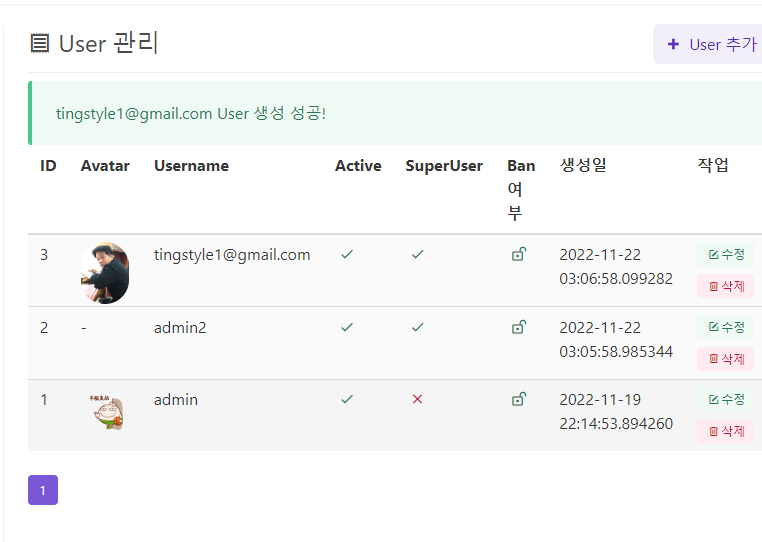 User 관리
User 추가
tingstyle1@gmail.com User 생성 성공!
ID Avatar Username Active SuperUser Ban 여부 생성일 작업
3 tingstyle1@gmail.com 2022-11-22 수정
03:06:58.099282 삭제
2 - admin2 2022-11-22 수정
03:05:58.985344 삭제
1 admin 2022-11-19 수정
22:14:53.894260 삭제
1